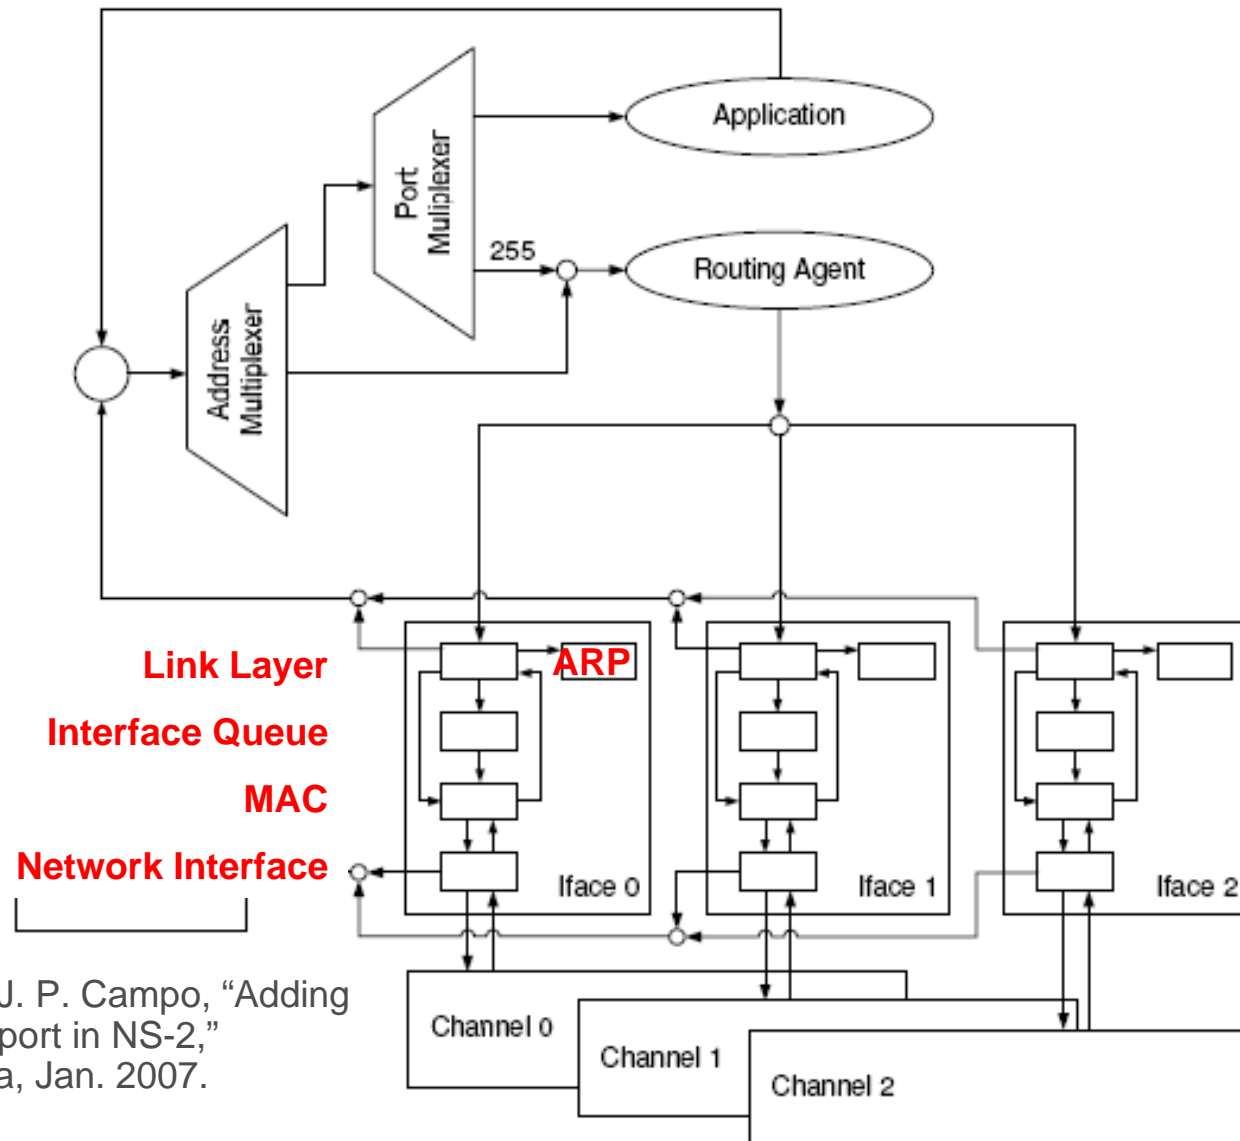 Application
Port
Muliplexer
255
Routing Agent
Address
Multiplexer
Link Layer
ARP
Interface Queue
MAC
Network Interface
Iface 0
Iface 1
Iface 2
J. P. Campo, “Adding
port in NS-2,”
a, Jan. 2007.
Channel 0
Channel 1
Channel 2